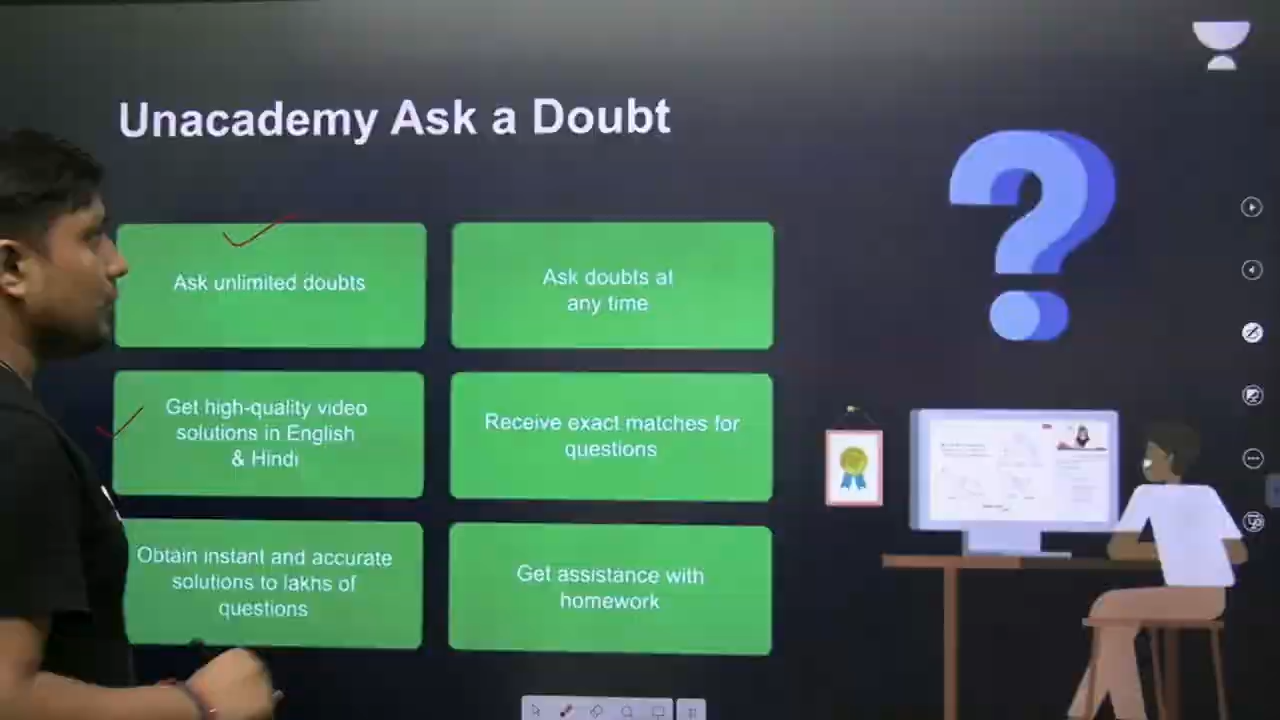 Unacademy Ask a Doubt
Ask unlimited doubts
Ask doubts at
any time
Get high-quality video
solutions in English
& Hindi
Receive exact matches for
questions
Obtain instant and accurate
solutions to lakhs of
questions
Get assistance with
homework